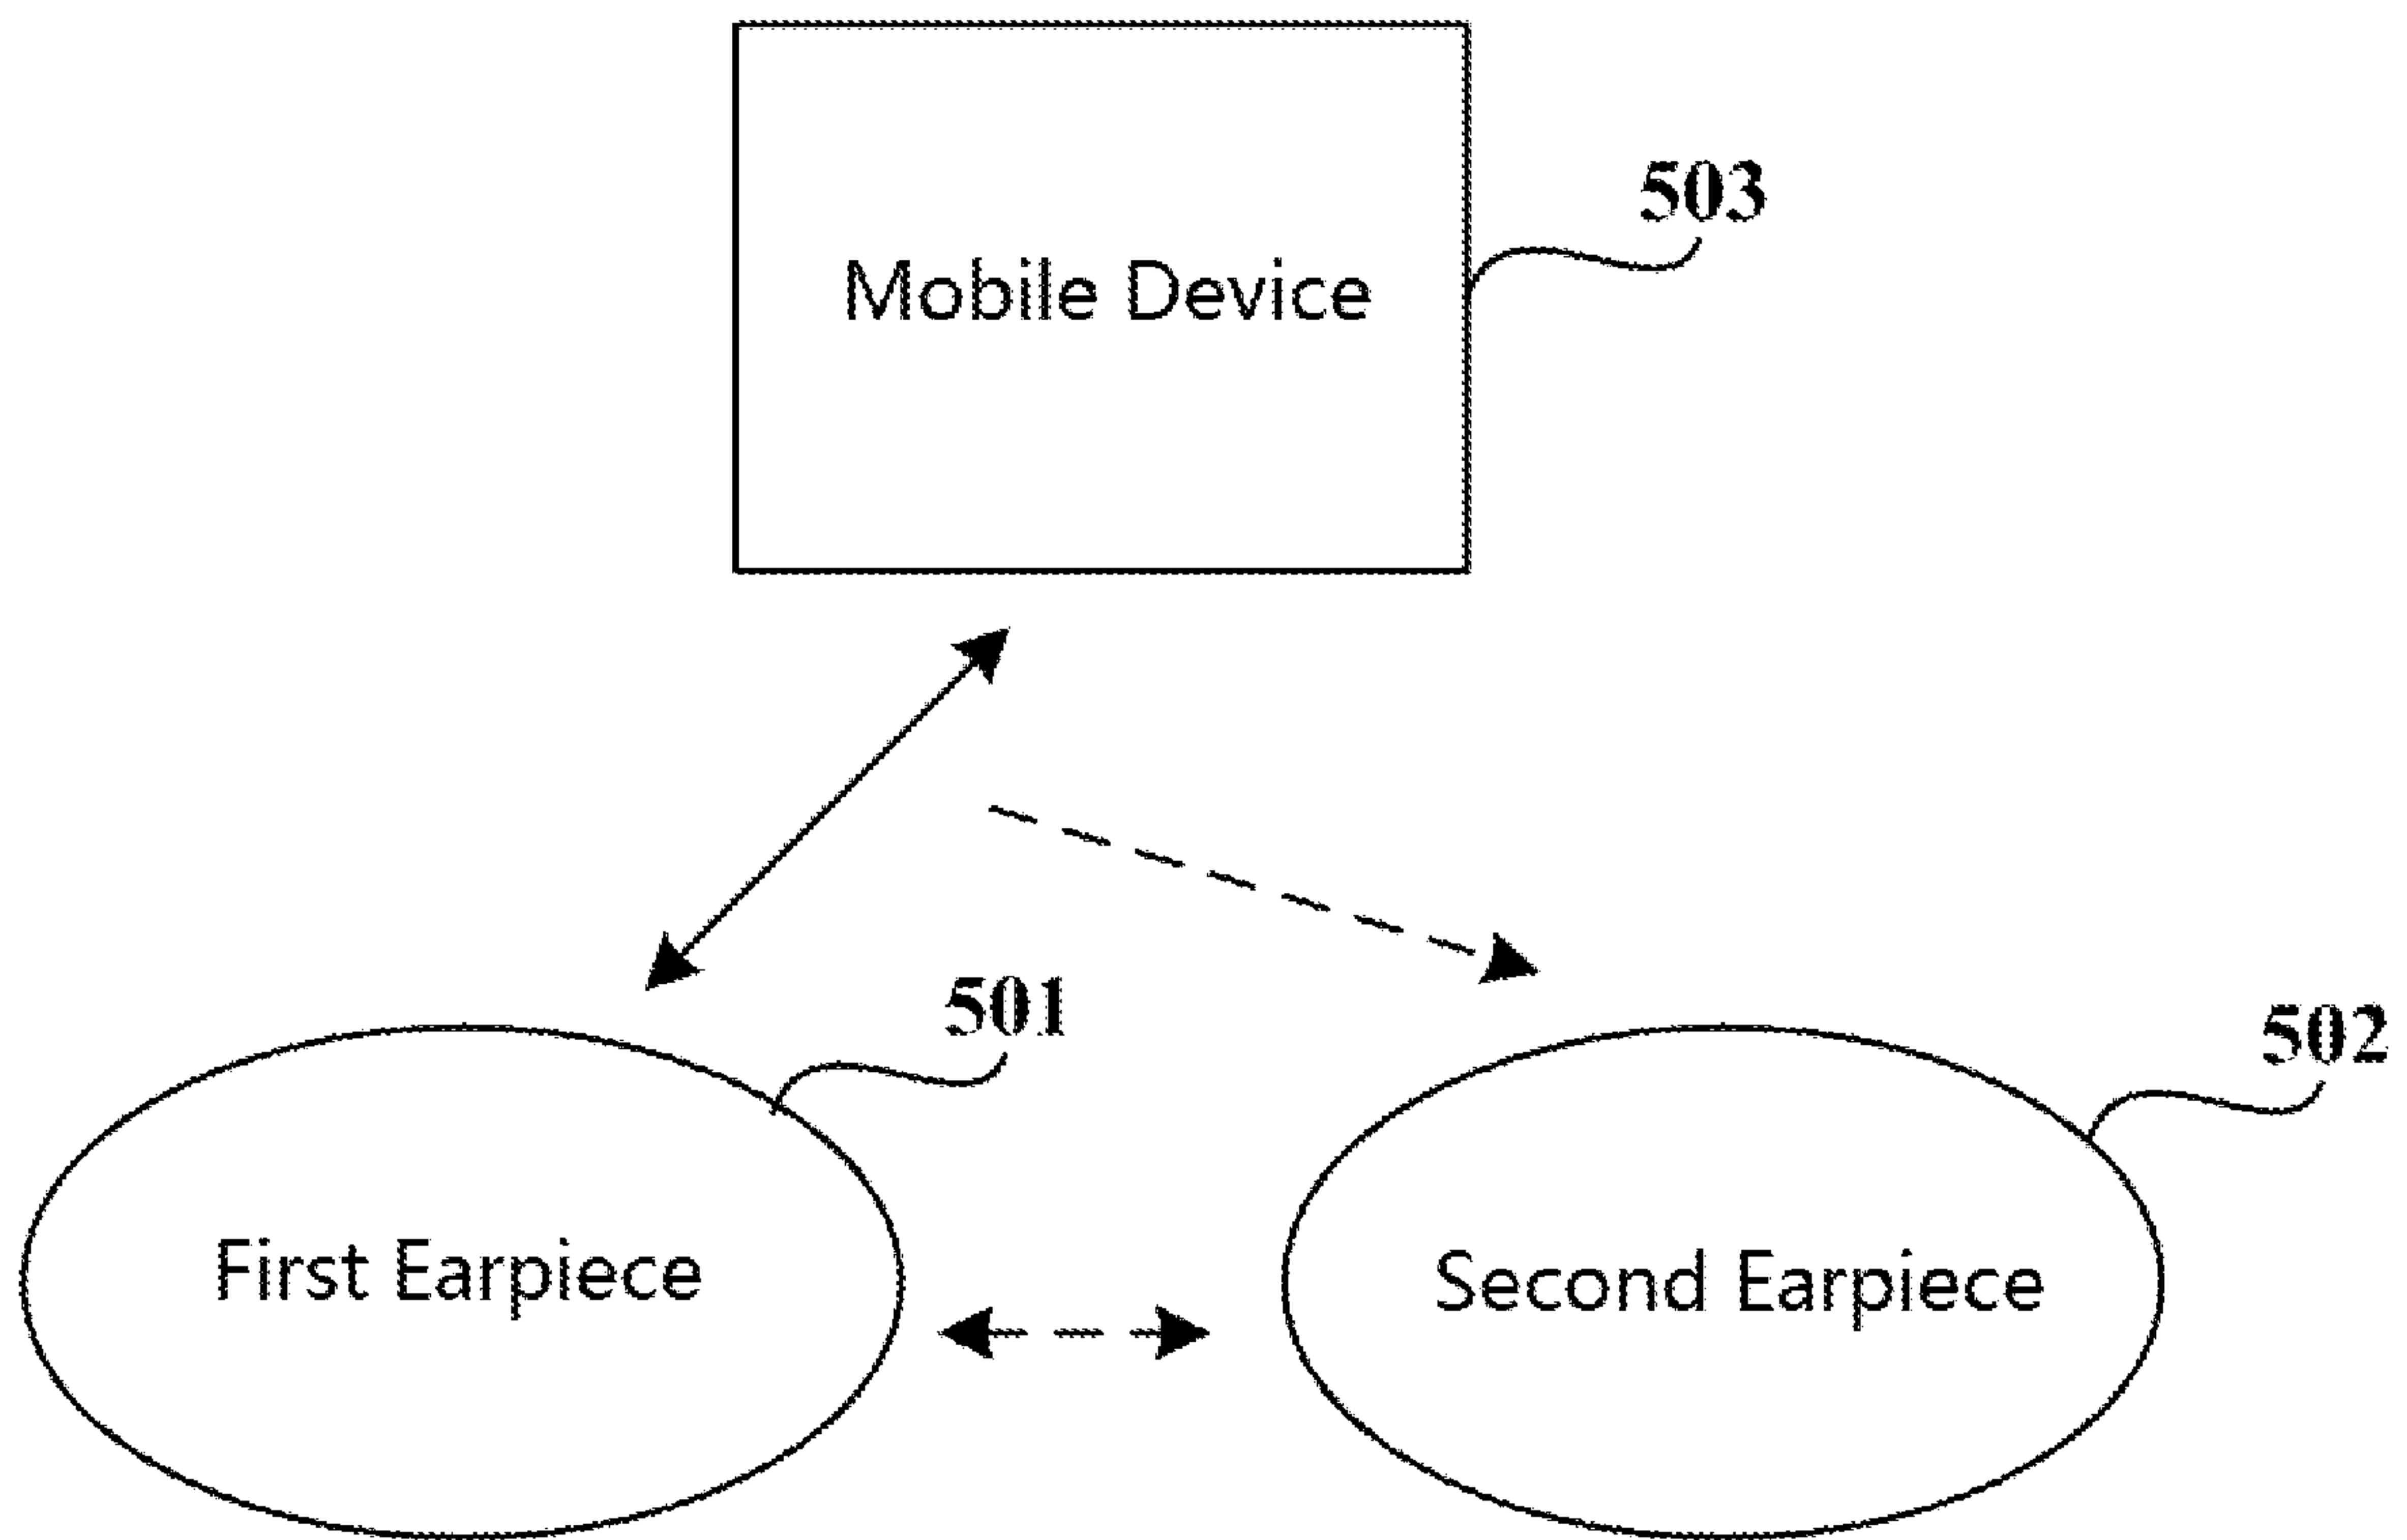 503
Mobile Device
501
502
First Earpiece
Second Earpiece